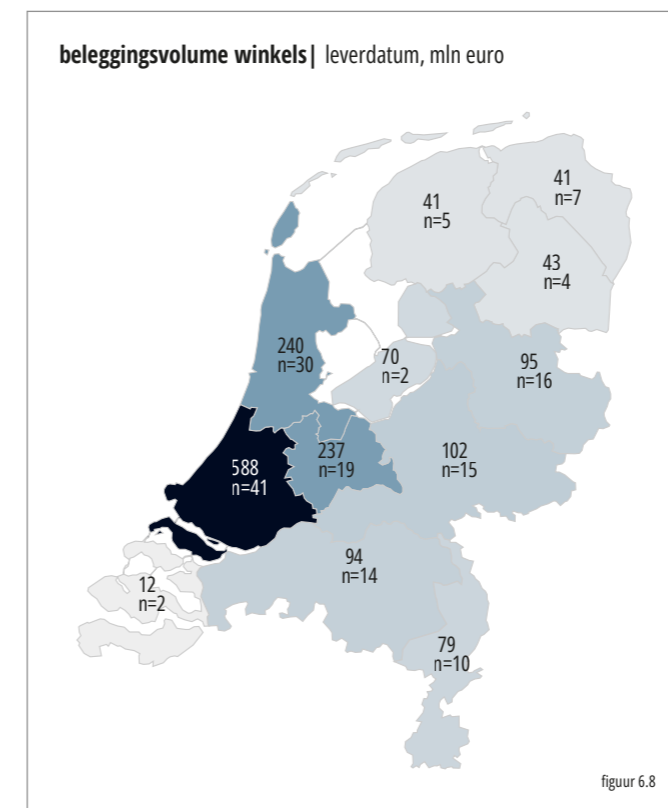 beleggingsvolume winkels| leverdatum, mln euro
41
n=5
41
n=7
43
n=4
240
n=30
70
n=2
95
n=16
588
n=41
237
n=19
102
n=15
12
n=2
94
n=14
79
n=10
figuur 6.8